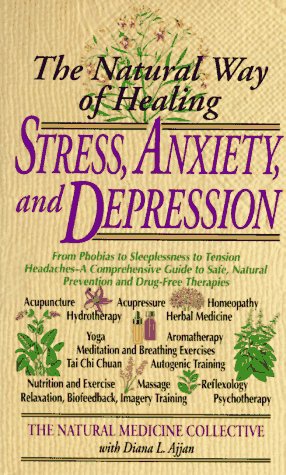 The Natural Way
of Healing
STRESS, ANXIETY,
and DEPRESSION
From Phobias to Sleeplessness to Tension
Headaches–A Comprehensive Guide to Safe, Natural
Prevention and Drug-Free Therapies
Acupuncture Acupressure Homeopathy
Hydrotherapy Herbal Medicine
Yoga Aromatherapy
Meditation and Breathing Exercises
Tai Chi Chuan Autogenic Training
Nutrition and Exercise Massage Reflexology
Relaxation, Biofeedback, Imagery Training Psychotherapy
THE NATURAL MEDICINE COLLECTIVE
with Diana L. Ajjan